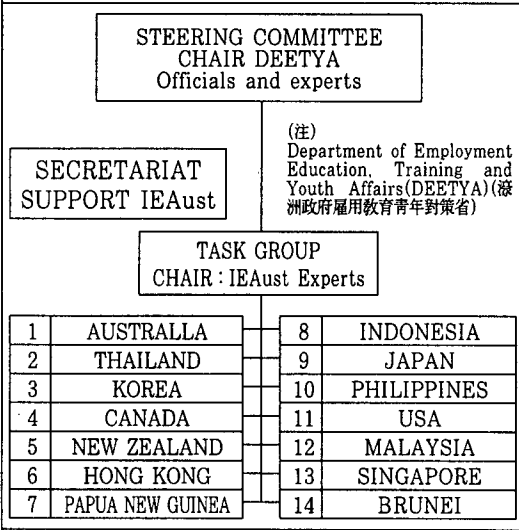 STEERING COMMITTEE
CHAIR DEETYA
Officials and experts
(注)
Department of Employment
Education, Training and
Youth Affairs(DEETYA)(濠
洲政府雇用教育青年対策省)
SECRETARIAT
SUPPORT IEAust
TASK GROUP
CHAIR : IEAust Experts
1 AUSTRALLA
2 THAILAND
3 KOREA
4 CANADA
5 NEW ZEALAND
6 HONG KONG
7 PAPUA NEW GUINEA
8 INDONESIA
9 JAPAN
10 PHILIPPINES
11 USA
12 MALAYSIA
13 SINGAPORE
14 BRUNEI